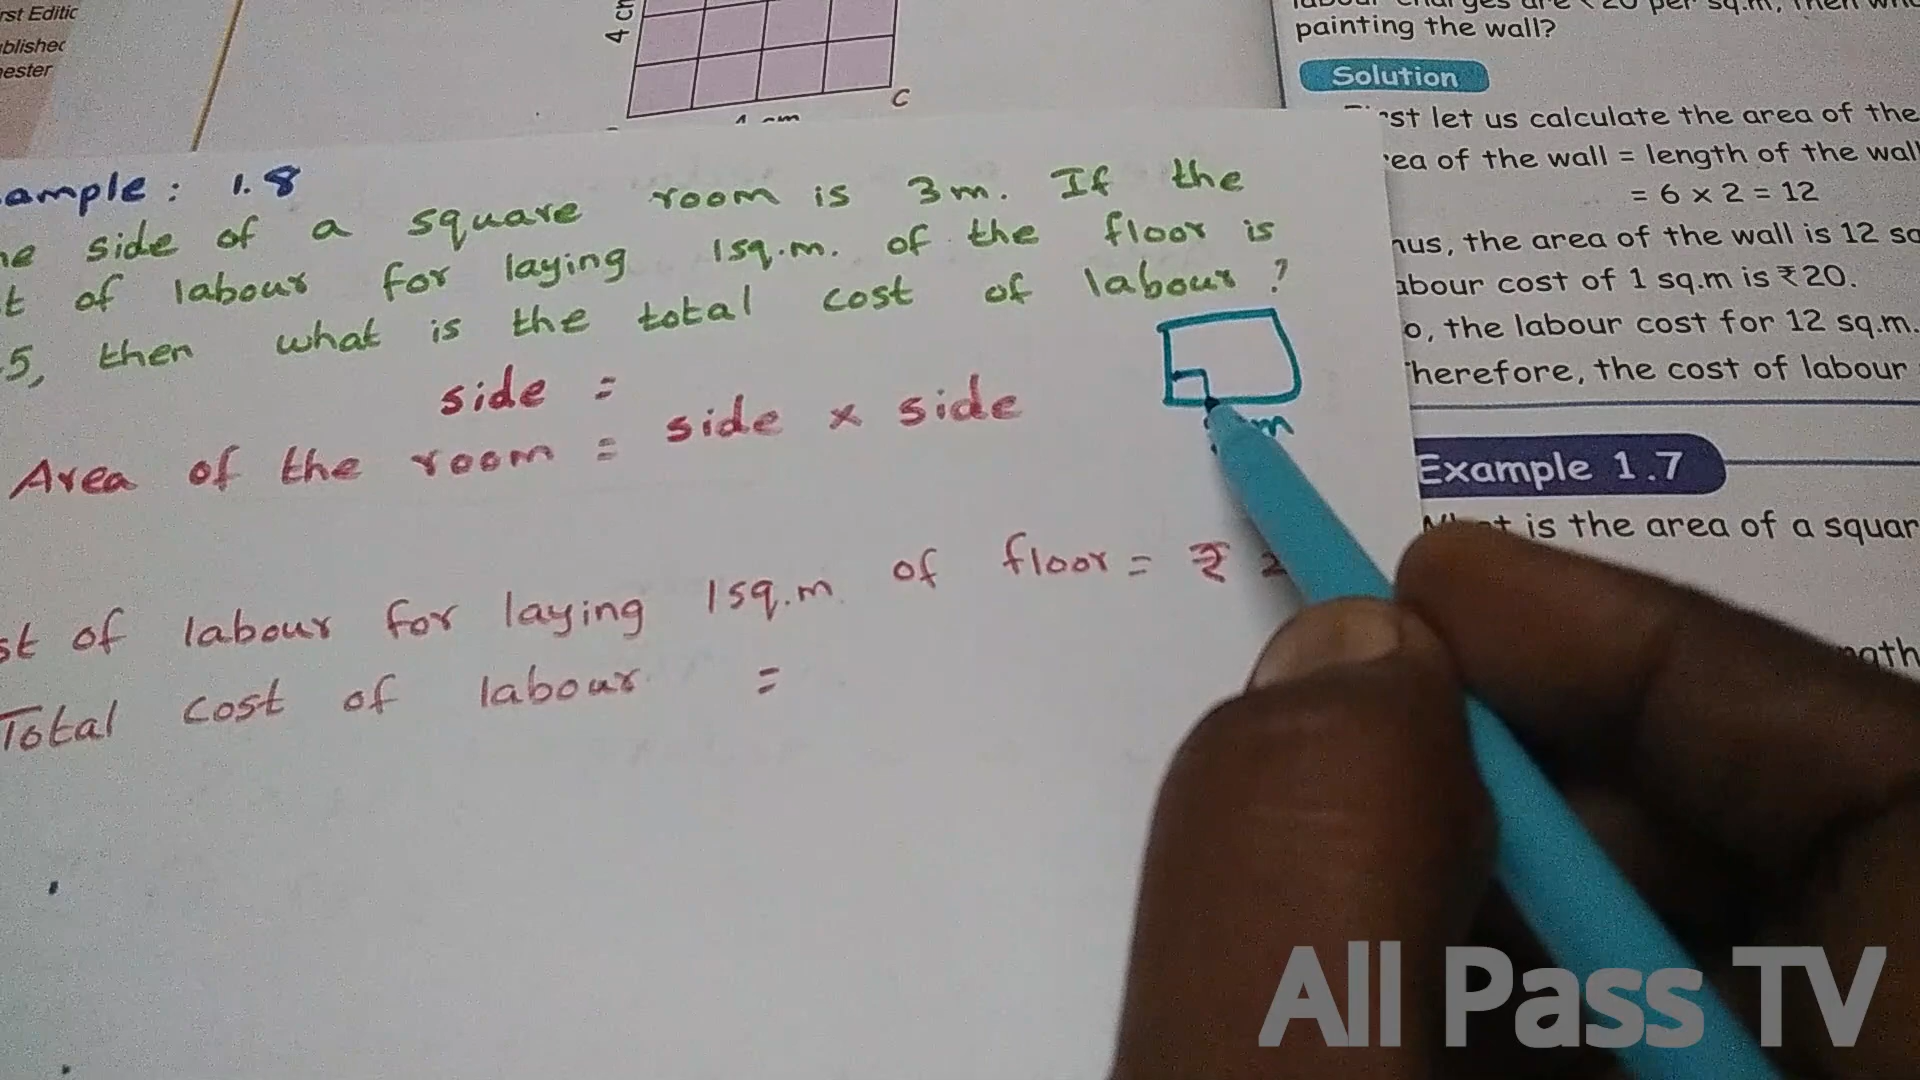 rst Editic
blished
ester
4 cm
C
painting the wall?
Solution
st let us calculate the area of the
ea of the wall = length of the wall
= 6 × 2 = 12
us, the area of the wall is 12 sq
bour cost of 1 sq.m is ₹20.
o, the labour cost for 12 sq.m.
herefore, the cost of labour
Example 1.7
is the area of a squar
ample : 1.8
e side of a square room is 3m. If the
t of labour for laying 1sq.m. of the floor is
5, then what is the total cost of labour ?
side =
Area of the room = side × side
m
st of labour for laying 1sq.m. of floor = ₹ 2
Total cost of labour =
All Pass TV